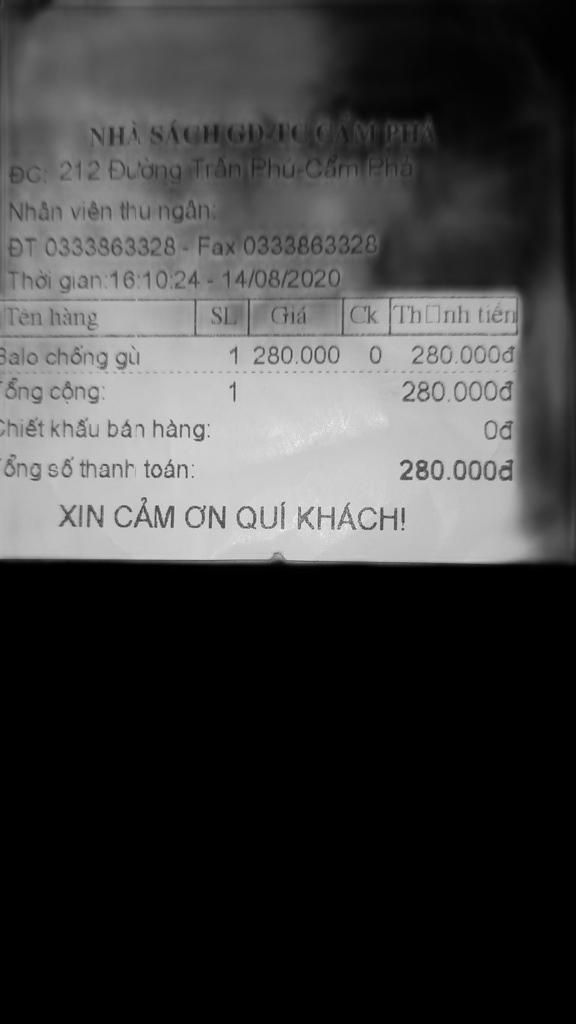 NHÀ SÁCH GD-TC CẨM PHẢ
ĐC: 212 Đường Trần Phú-Cẩm Phả
Nhân viên thu ngân:
ĐT 0333863328 - Fax 0333863328
Thời gian:16:10:24 - 14/08/2020
Tên hàng SL Giá Ck Th□nh tiền
Balo chống gù 1 280.000 0 280.000đ
Tổng cộng: 1 280.000đ
Chiết khấu bán hàng: 0đ
Tổng số thanh toán: 280.000đ
XIN CẢM ƠN QUÍ KHÁCH!